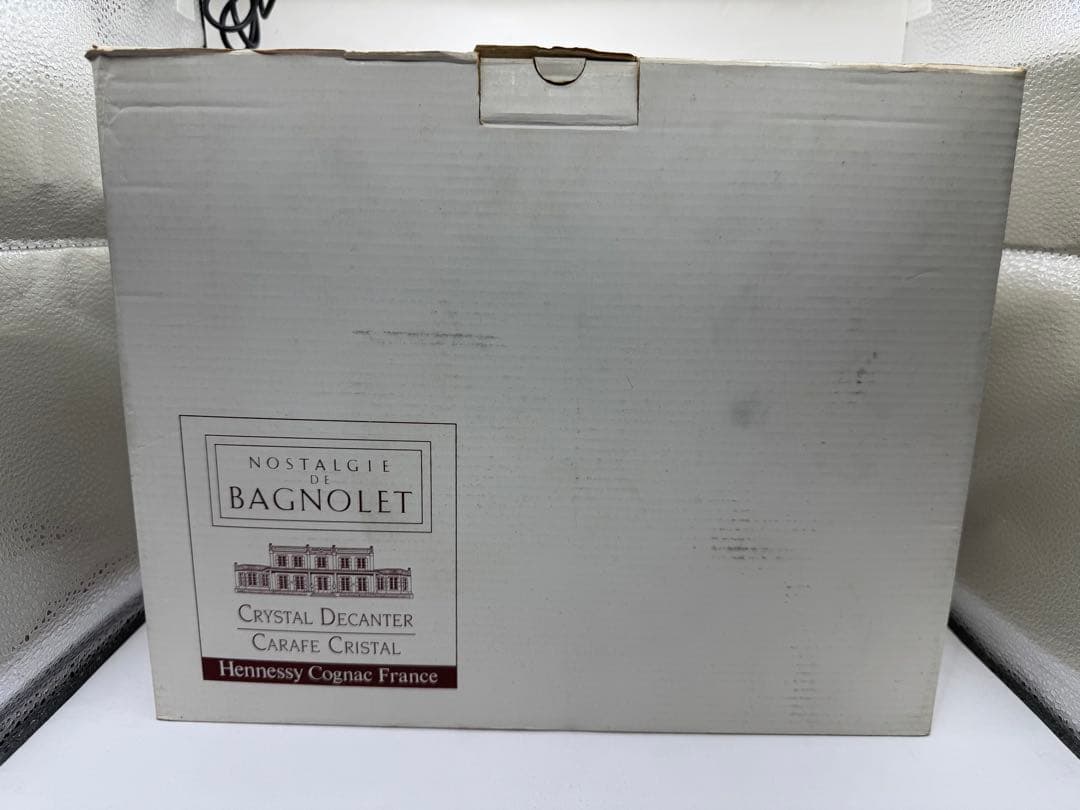 NOSTALGIE
DE
BAGNOLET
CRYSTAL DECANTER
CARAFE CRISTAL
Hennessy Cognac France